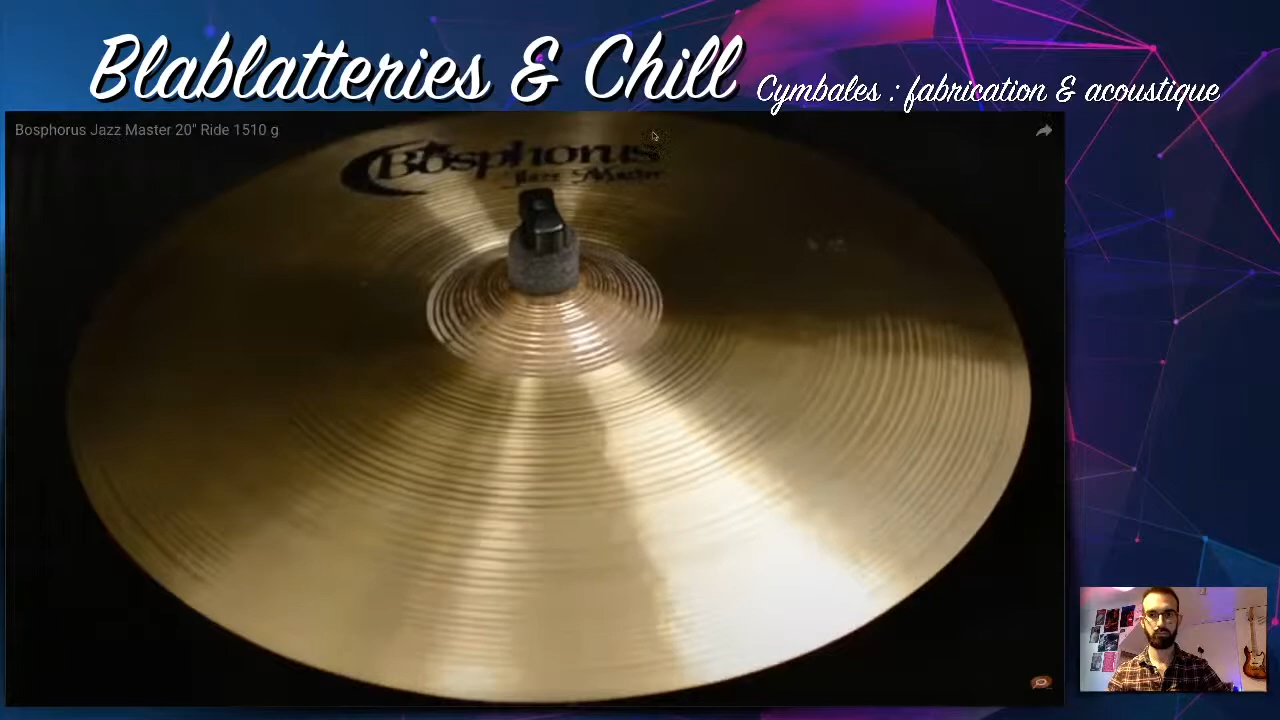 Blablatteries & Chill
Cymbales : fabrication & acoustique
Bosphorus Jazz Master 20" Ride 1510 g
Bosphorus
Jazz Master